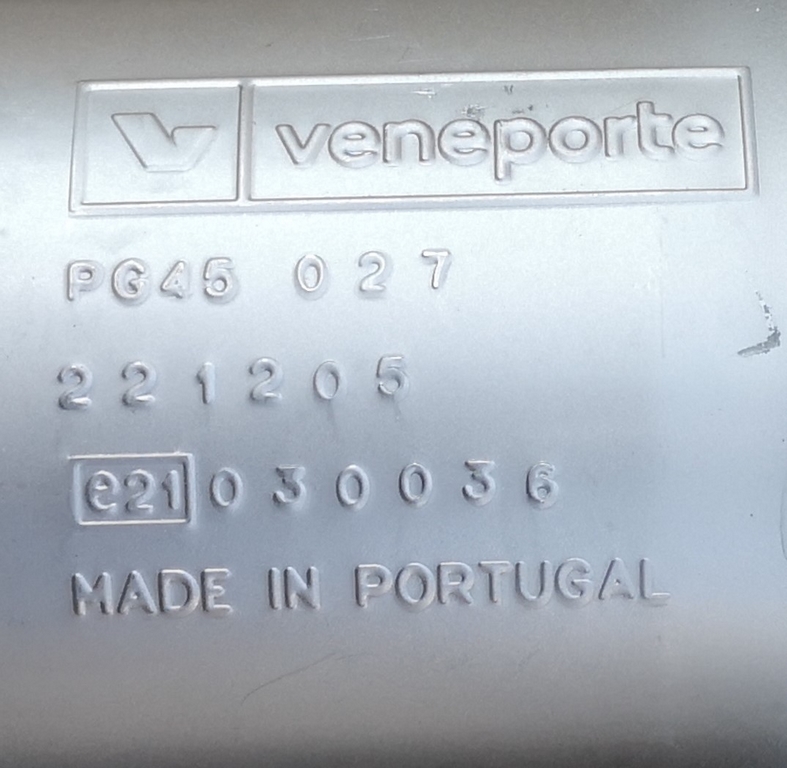 veneporte
PG45 027
221205
e21 030036
MADE IN PORTUGAL